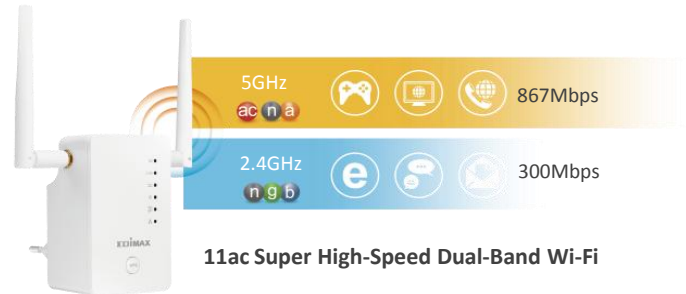 5GHz
ac n a
867Mbps
2.4GHz
e
n g b
300Mbps
11ac Super High-Speed Dual-Band Wi-Fi
EDIMAX